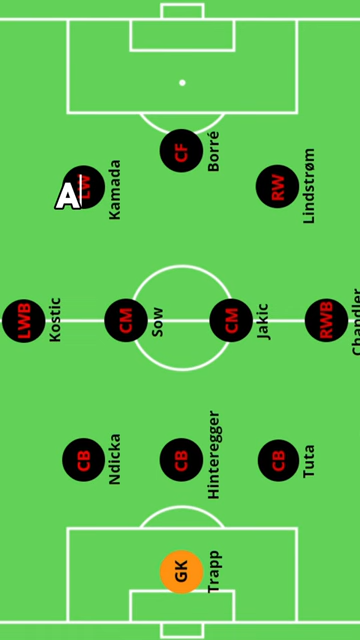 CF
Borré
A
LW
Kamada
RW
Lindstrøm
LWB
Kostic
CM
Sow
CM
Jakic
RWB
Chandler
CB
Ndicka
CB
Hinteregger
CB
Tuta
GK
Trapp